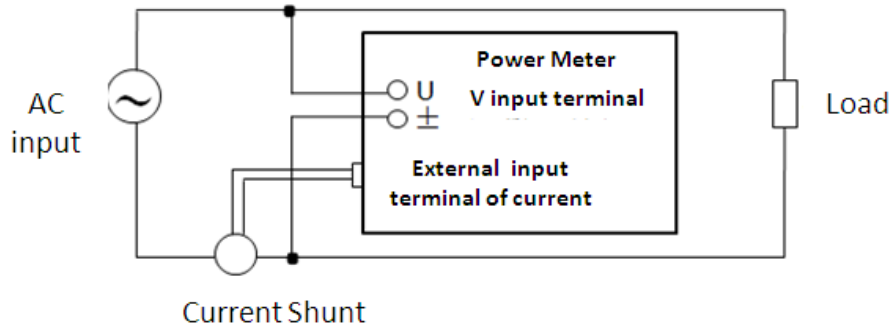 Power Meter
U
V input terminal
±
AC
input
Load
External input
terminal of current
Current Shunt